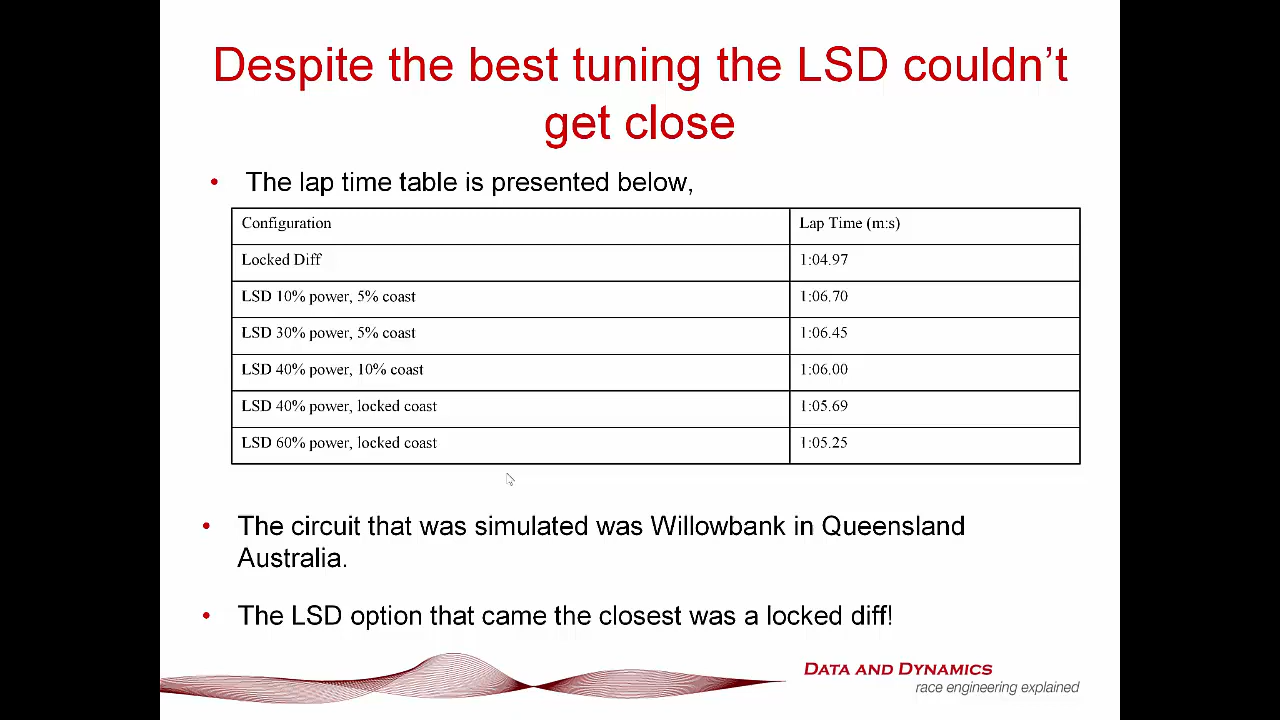 Despite the best tuning the LSD couldn't
get close
• The lap time table is presented below,
Configuration Lap Time (m:s)
Locked Diff 1:04.97
LSD 10% power, 5% coast 1:06.70
LSD 30% power, 5% coast 1:06.45
LSD 40% power, 10% coast 1:06.00
LSD 40% power, locked coast 1:05.69
LSD 60% power, locked coast 1:05.25
• The circuit that was simulated was Willowbank in Queensland
Australia.
• The LSD option that came the closest was a locked diff!
DATA AND DYNAMICS
race engineering explained